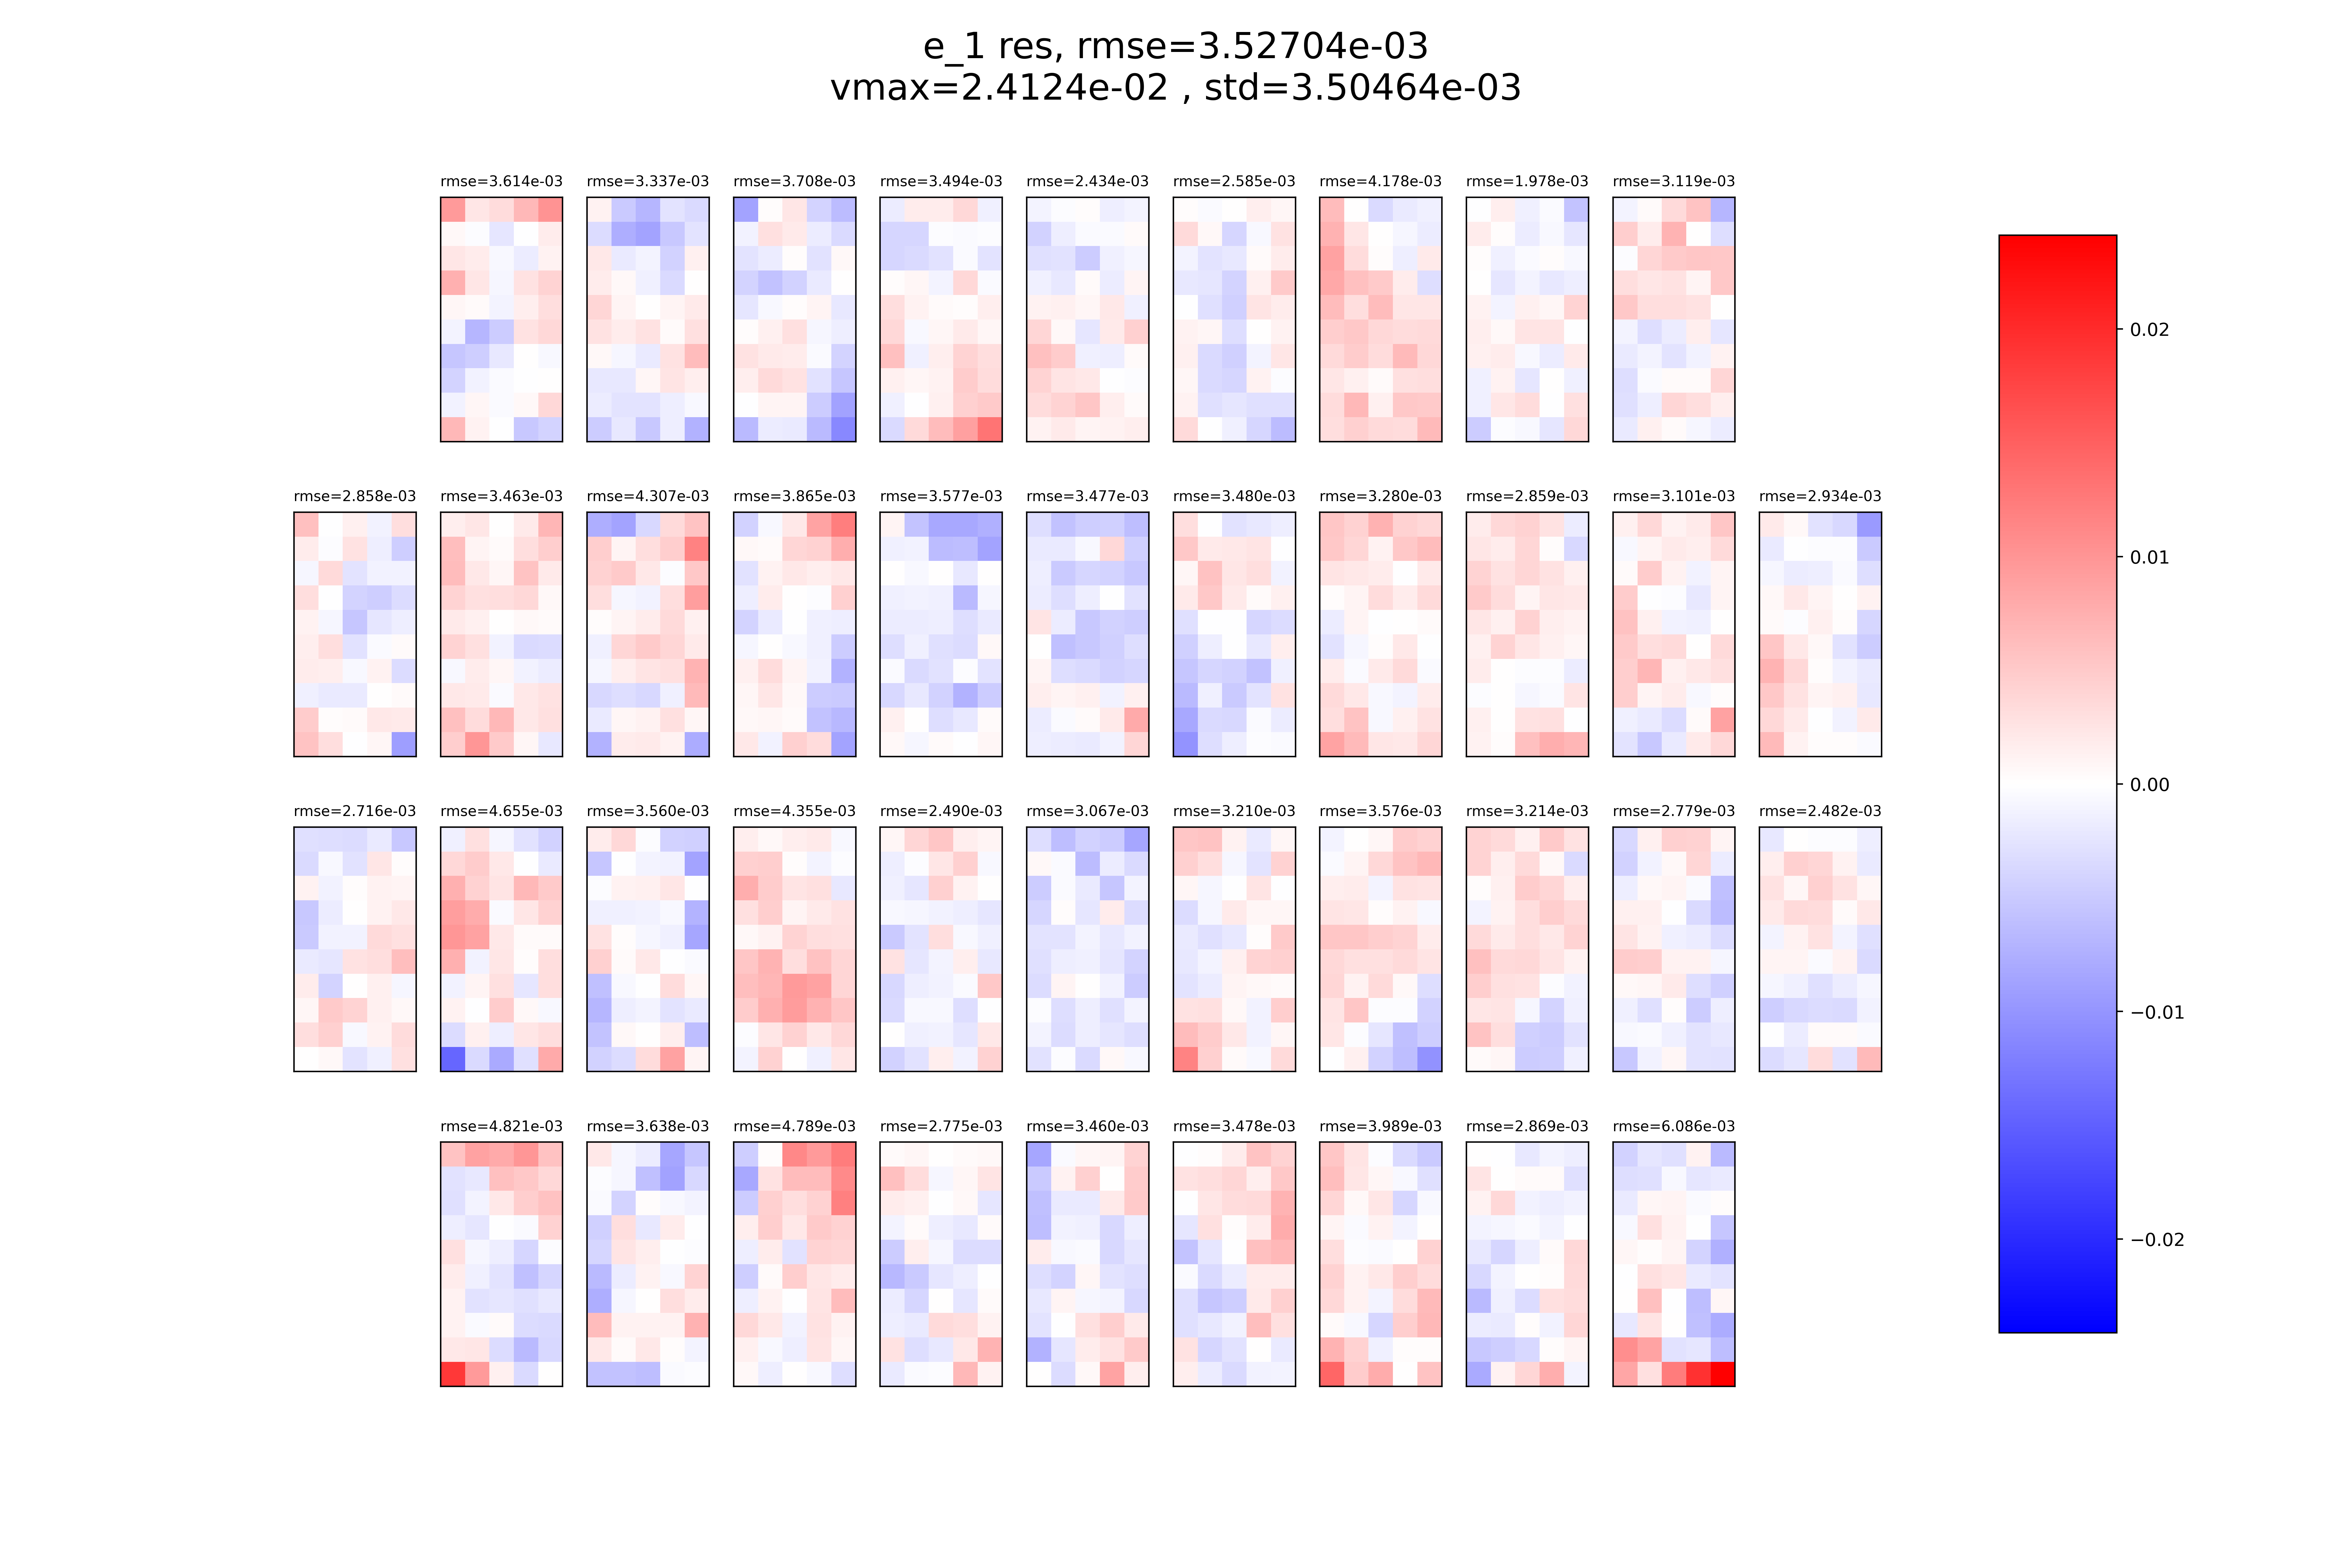 e_1 res, rmse=3.52704e-03
vmax=2.4124e-02 , std=3.50464e-03
rmse=3.614e-03 rmse=3.337e-03 rmse=3.708e-03 rmse=3.494e-03 rmse=2.434e-03 rmse=2.585e-03 rmse=4.178e-03 rmse=1.978e-03 rmse=3.119e-03
rmse=2.858e-03 rmse=3.463e-03 rmse=4.307e-03 rmse=3.865e-03 rmse=3.577e-03 rmse=3.477e-03 rmse=3.480e-03 rmse=3.280e-03 rmse=2.859e-03 rmse=3.101e-03 rmse=2.934e-03
rmse=2.716e-03 rmse=4.655e-03 rmse=3.560e-03 rmse=4.355e-03 rmse=2.490e-03 rmse=3.067e-03 rmse=3.210e-03 rmse=3.576e-03 rmse=3.214e-03 rmse=2.779e-03 rmse=2.482e-03
rmse=4.821e-03 rmse=3.638e-03 rmse=4.789e-03 rmse=2.775e-03 rmse=3.460e-03 rmse=3.478e-03 rmse=3.989e-03 rmse=2.869e-03 rmse=6.086e-03
0.02
0.01
0.00
−0.01
−0.02